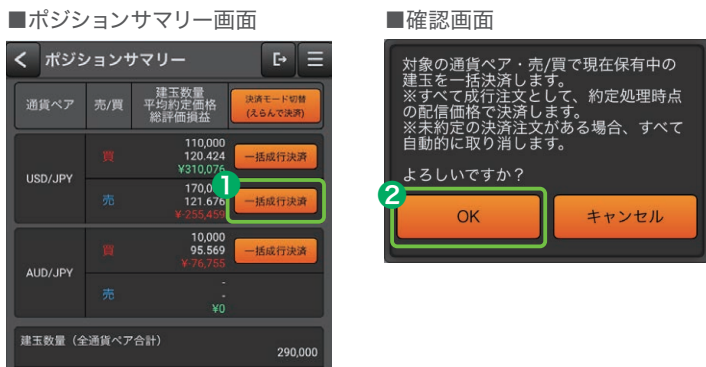 ■ポジションサマリー画面
ポジションサマリー
通貨ペア
売/買
建玉数量
平均約定価格
総評価損益
決済モード切替
(えらんで決済)
USD/JPY
買
110,000
120.424
¥310,076
一括成行決済
売
170,0
121.676
¥-255,459
1
一括成行決済
AUD/JPY
買
10,000
95.569
¥-76,755
一括成行決済
売
-
-
¥0
建玉数量（全通貨ペア合計）
290,000
■確認画面
対象の通貨ペア・売/買で現在保有中の
建玉を一括決済します。
※すべて成行注文として、約定処理時点
の配信価格で決済します。
※未約定の決済注文がある場合、すべて
自動的に取り消します。
よろしいですか？
2
OK
キャンセル